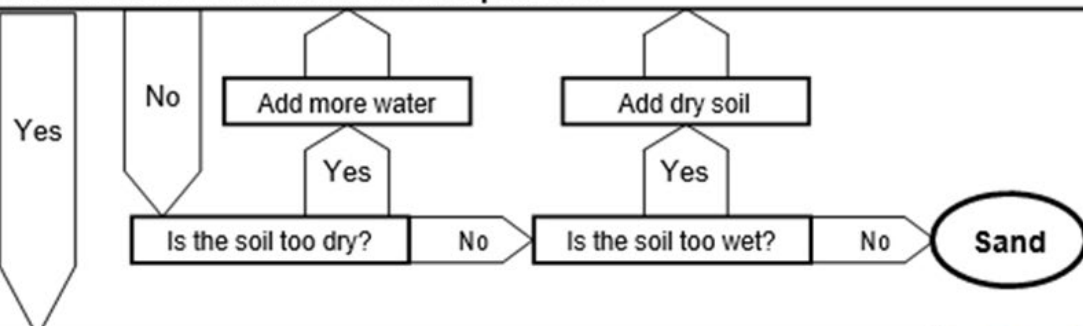 Yes
No
Add more water
Add dry soil
Yes
Yes
Is the soil too dry?
No
Is the soil too wet?
No
Sand